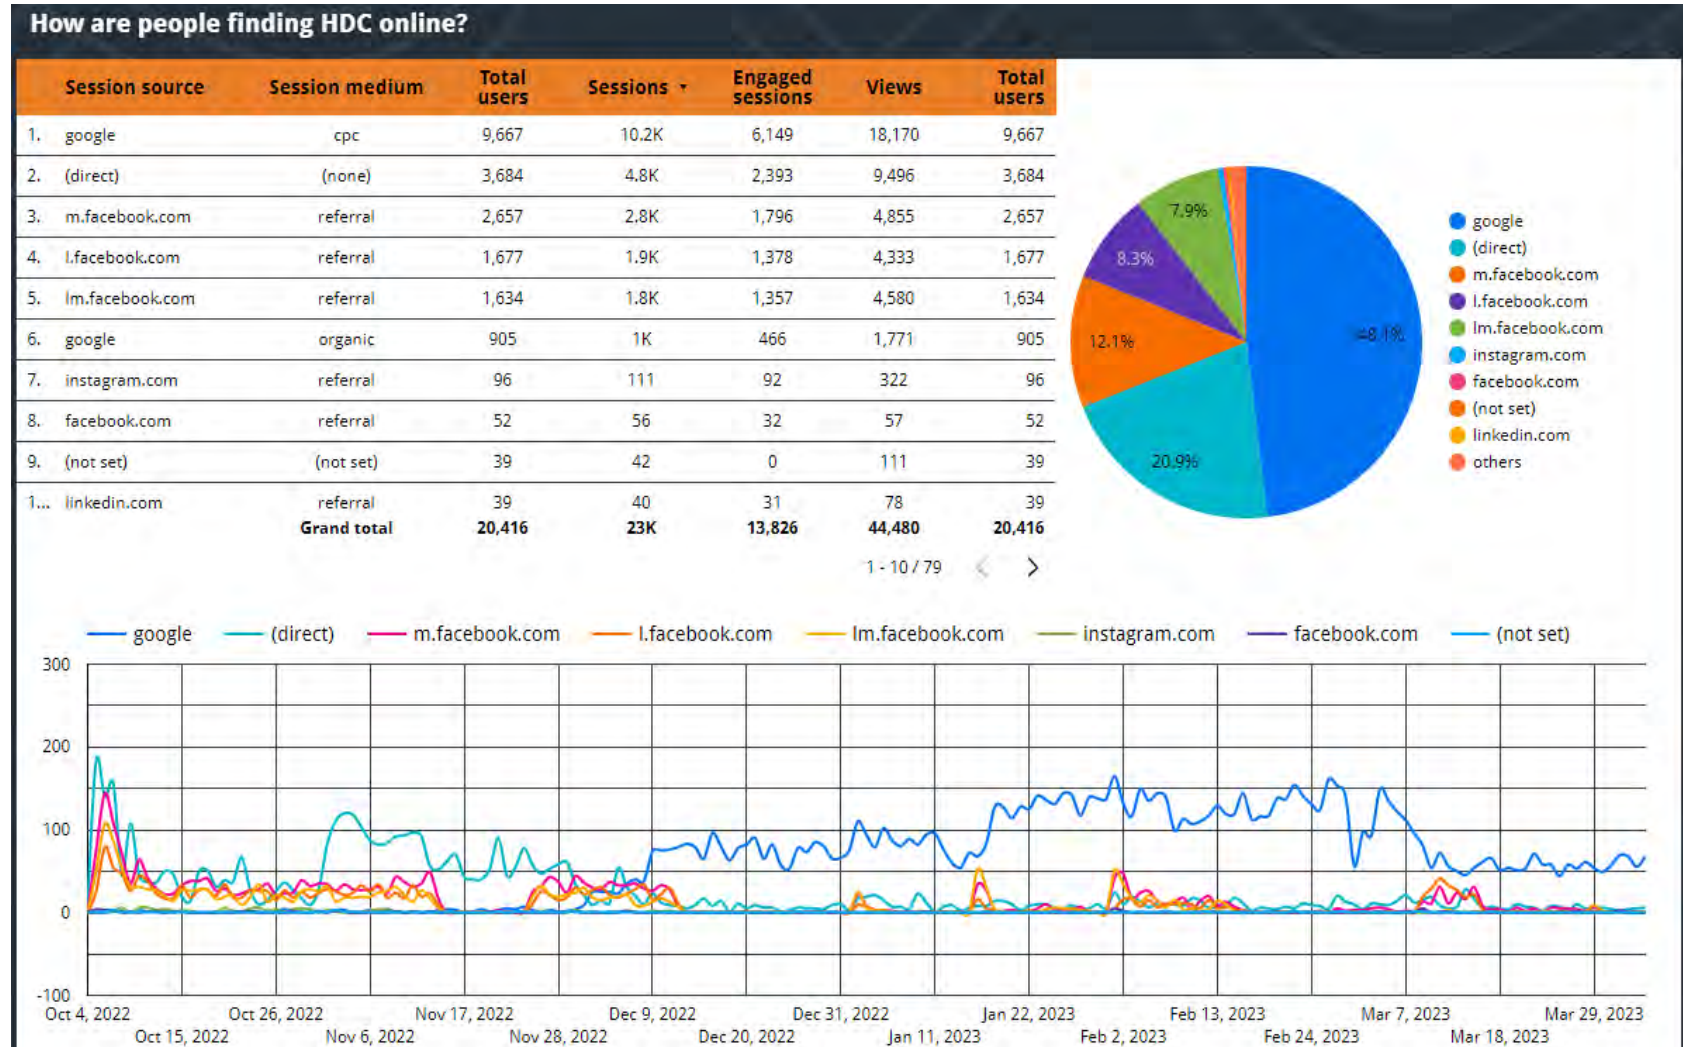 How are people finding HDC online?
Session source Session medium Total users Sessions Engaged sessions Views Total users
1. google cpc 9,667 10.2K 6,149 18,170 9,667
2. (direct) (none) 3,684 4.8K 2,393 9,496 3,684
3. m.facebook.com referral 2,657 2.8K 1,796 4,855 2,657
4. l.facebook.com referral 1,677 1.9K 1,378 4,333 1,677
5. lm.facebook.com referral 1,634 1.8K 1,357 4,580 1,634
6. google organic 905 1K 466 1,771 905
7. instagram.com referral 96 111 92 322 96
8. facebook.com referral 52 56 32 57 52
9. (not set) (not set) 39 42 0 111 39
1... linkedin.com referral 39 40 31 78 39
Grand total 20,416 23K 13,826 44,480 20,416
1 - 10 / 79
7.9%
8.3%
12.1%
48.1%
20.9%
google
(direct)
m.facebook.com
l.facebook.com
lm.facebook.com
instagram.com
facebook.com
(not set)
linkedin.com
others
google (direct) m.facebook.com l.facebook.com lm.facebook.com instagram.com facebook.com (not set)
300
200
100
0
-100
Oct 4, 2022 Oct 26, 2022 Nov 17, 2022 Dec 9, 2022 Dec 31, 2022 Jan 22, 2023 Feb 13, 2023 Mar 7, 2023 Mar 29, 2023
Oct 15, 2022 Nov 6, 2022 Nov 28, 2022 Dec 20, 2022 Jan 11, 2023 Feb 2, 2023 Feb 24, 2023 Mar 18, 2023